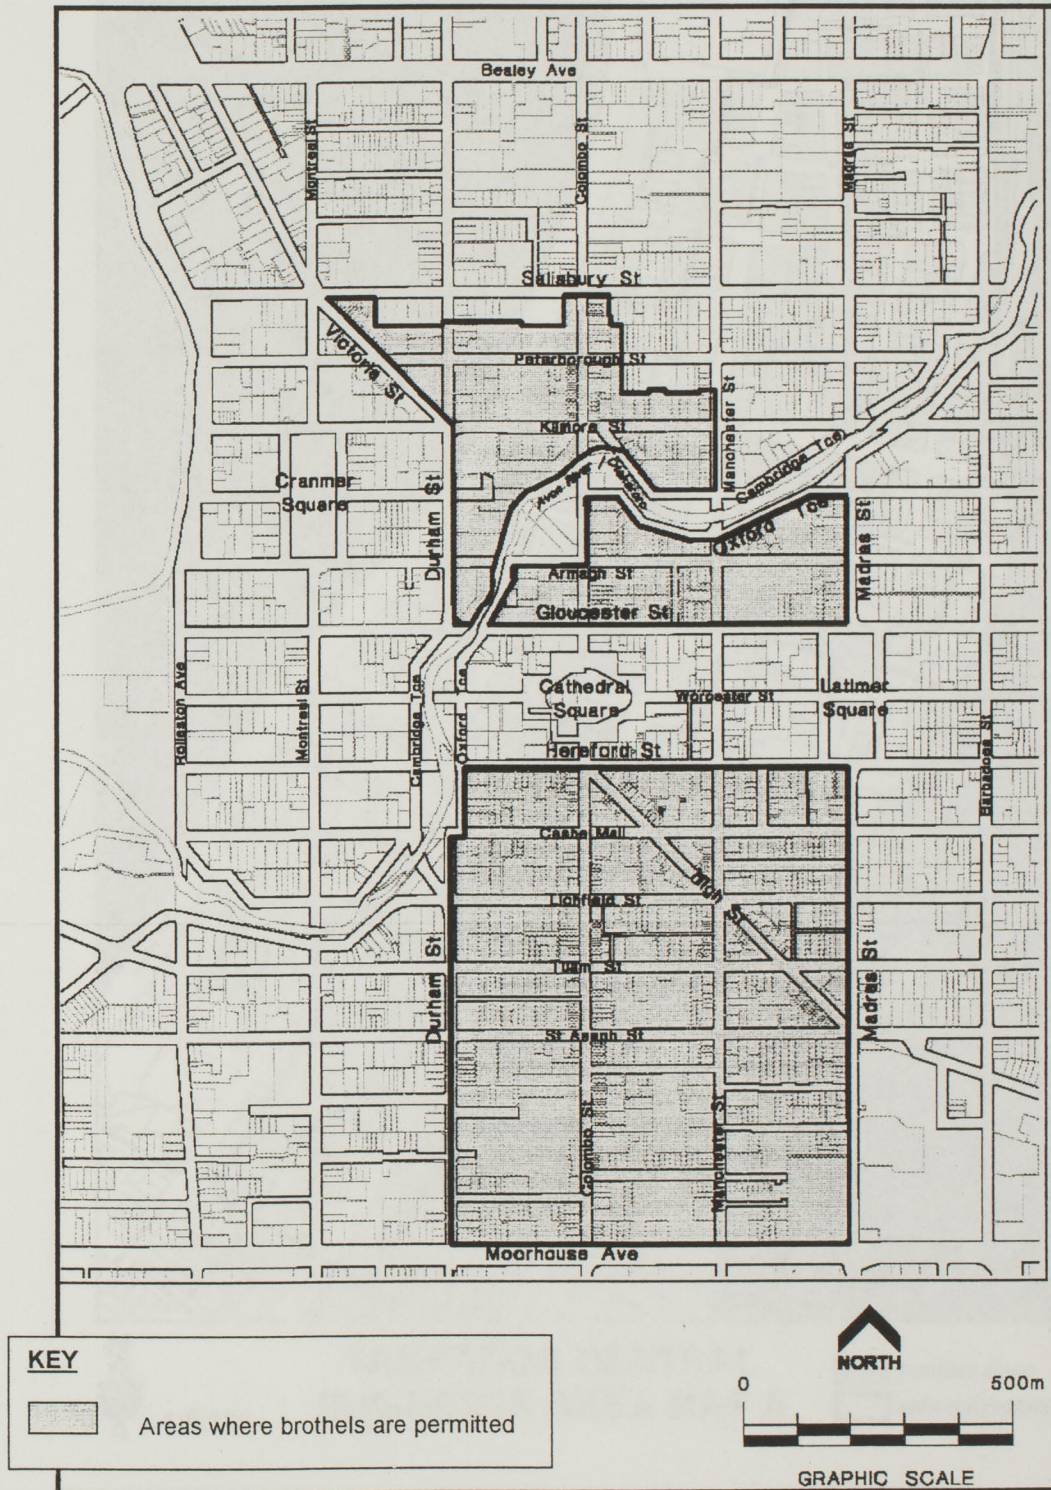 Bealey Ave
Montreal St
Colombo St
Madras St
Salisbury St
Victoria St
Peterborough St
Manchester St
Kilmore St
Cranmer
Square
Durham St
Avon River /
Otakaro
Cambridge Tce
Oxford Tce
Madras St
Armagh St
Gloucester St
Holleston Ave
Montreal St
Cambridge Tce
Oxford Tce
Cathedral
Square
Worcester St
Latimer
Square
Barbadoes St
Hereford St
Cashel Mall
High St
Lichfield St
Tuam St
Durham St
Madras St
St Asaph St
Colombo St
Manchester St
Moorhouse Ave
KEY
Areas where brothels are permitted
NORTH
0 500m
GRAPHIC SCALE